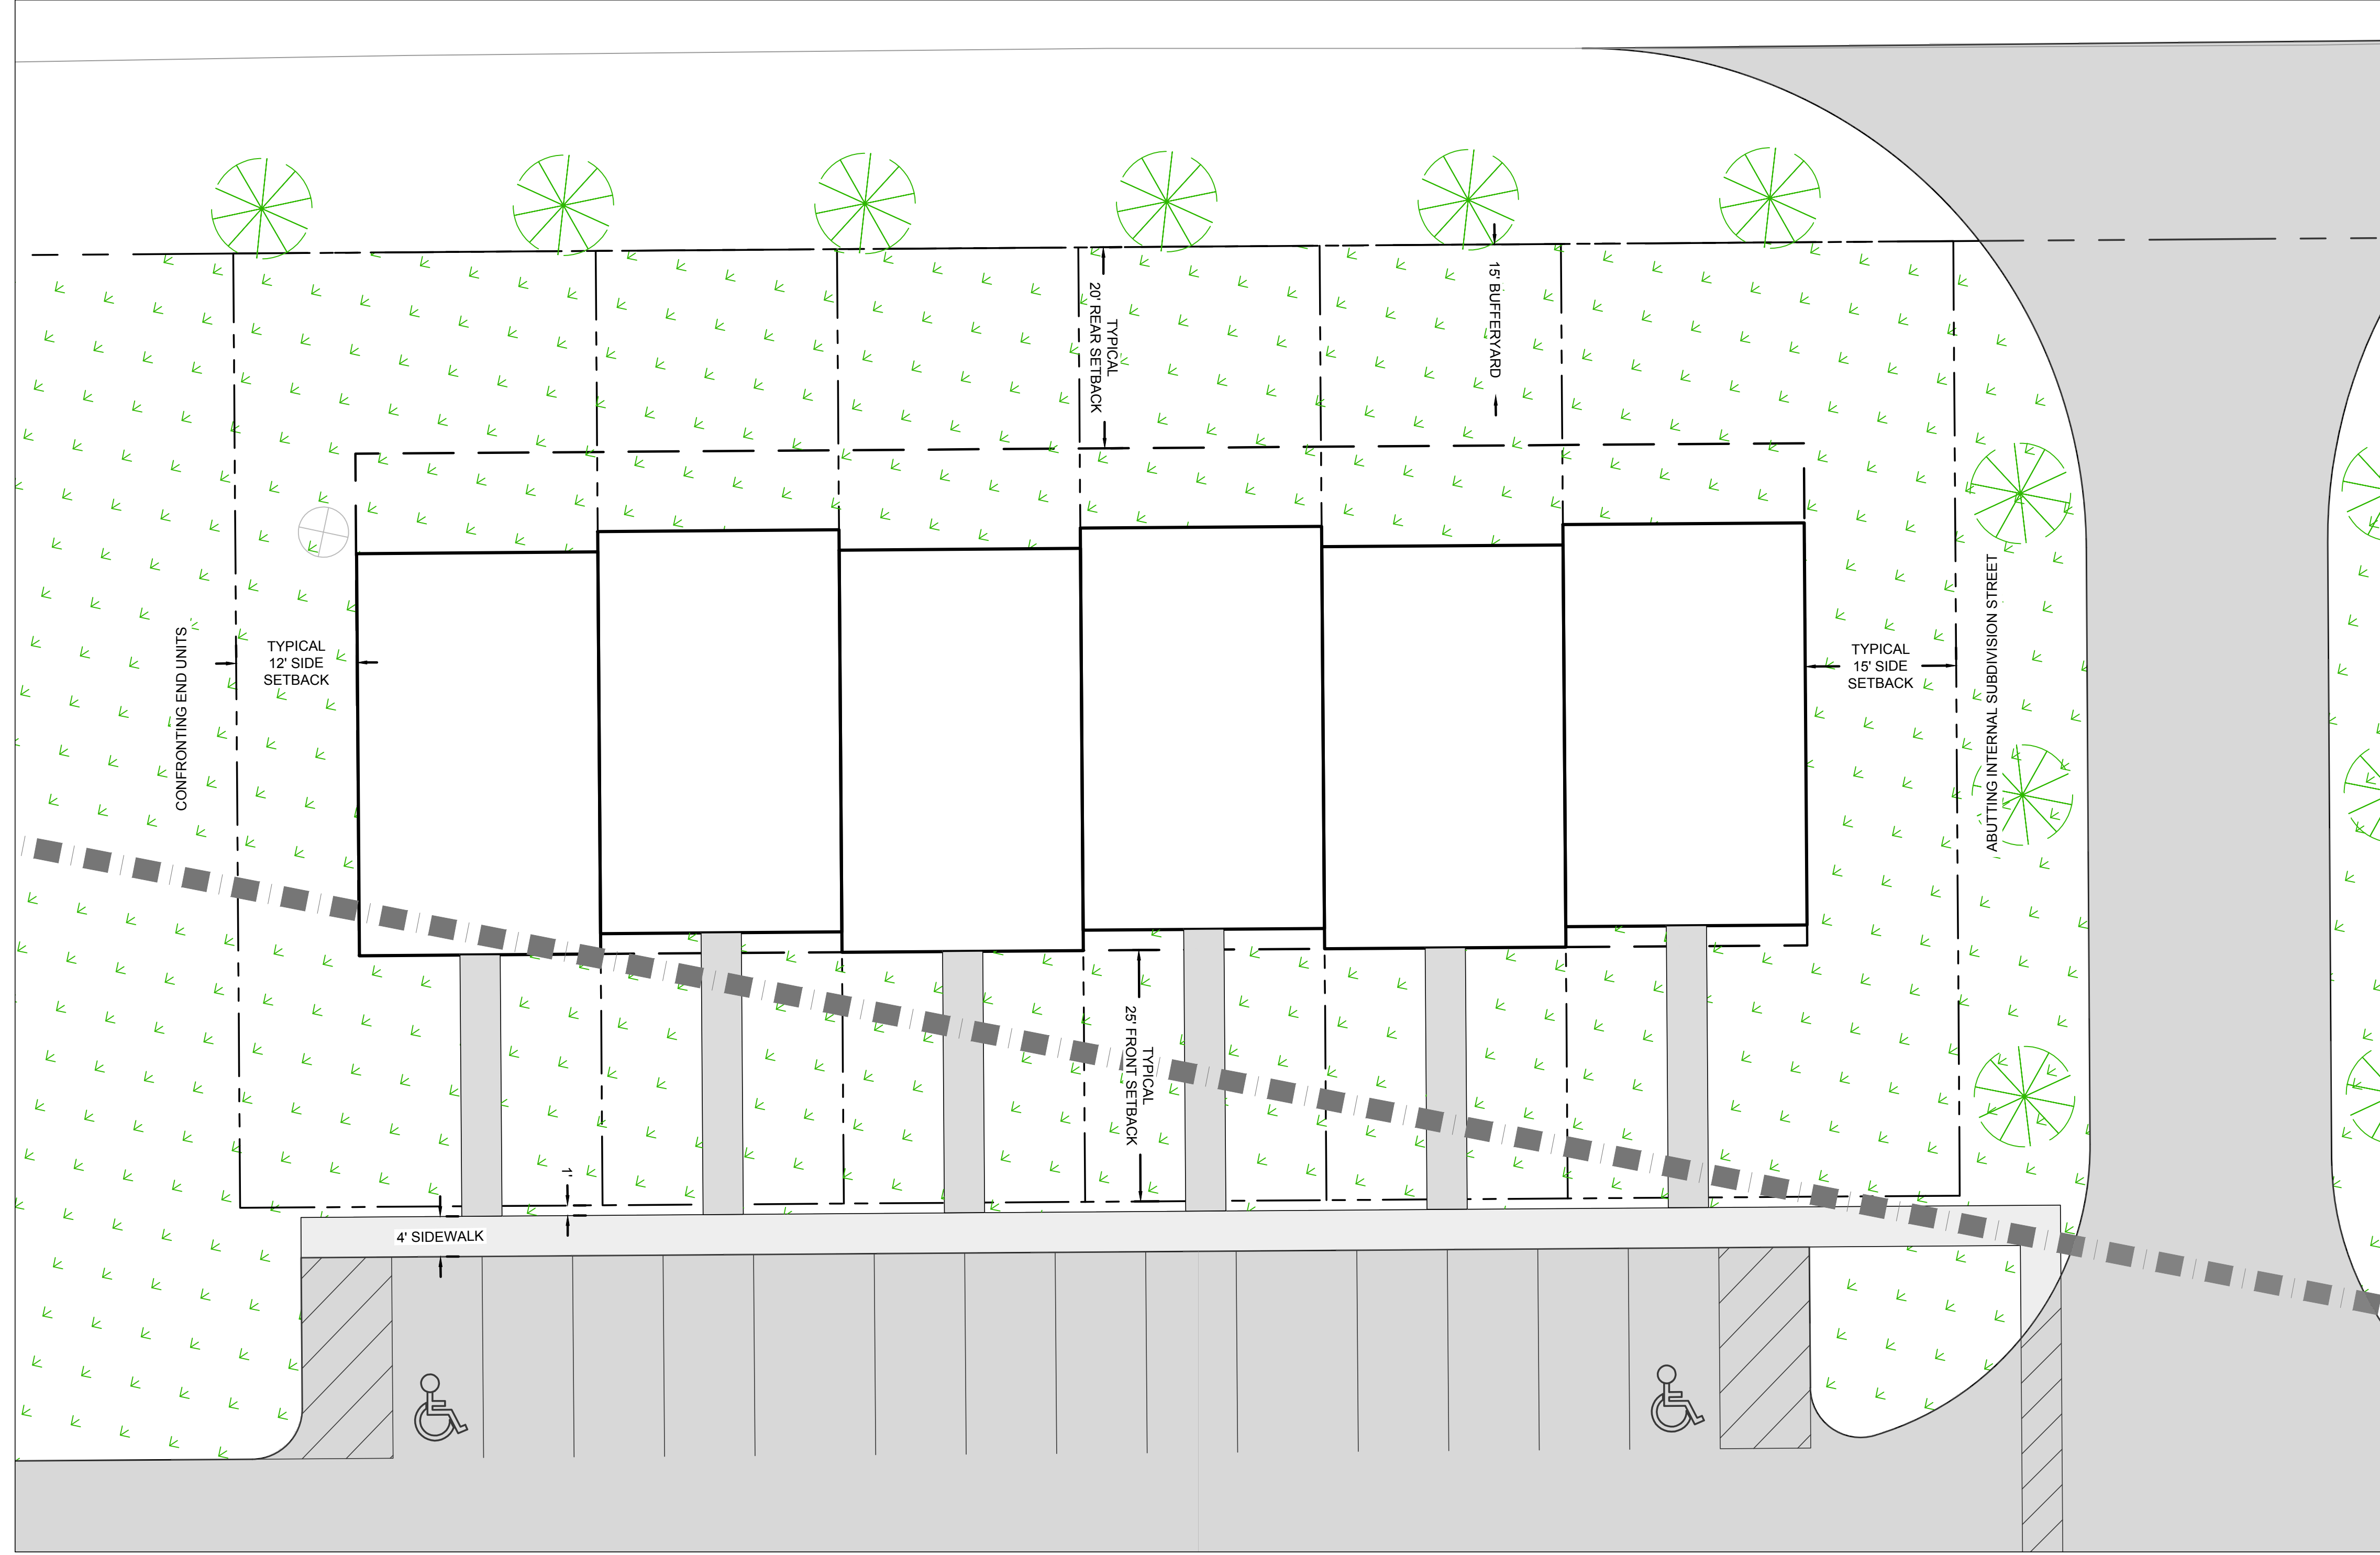 TYPICAL
20' REAR SETBACK
15' BUFFERYARD
CONFRONTING END UNITS
TYPICAL
12' SIDE
SETBACK
TYPICAL
15' SIDE
SETBACK
ABUTTING INTERNAL SUBDIVISION STREET
TYPICAL
25' FRONT SETBACK
1'
4' SIDEWALK